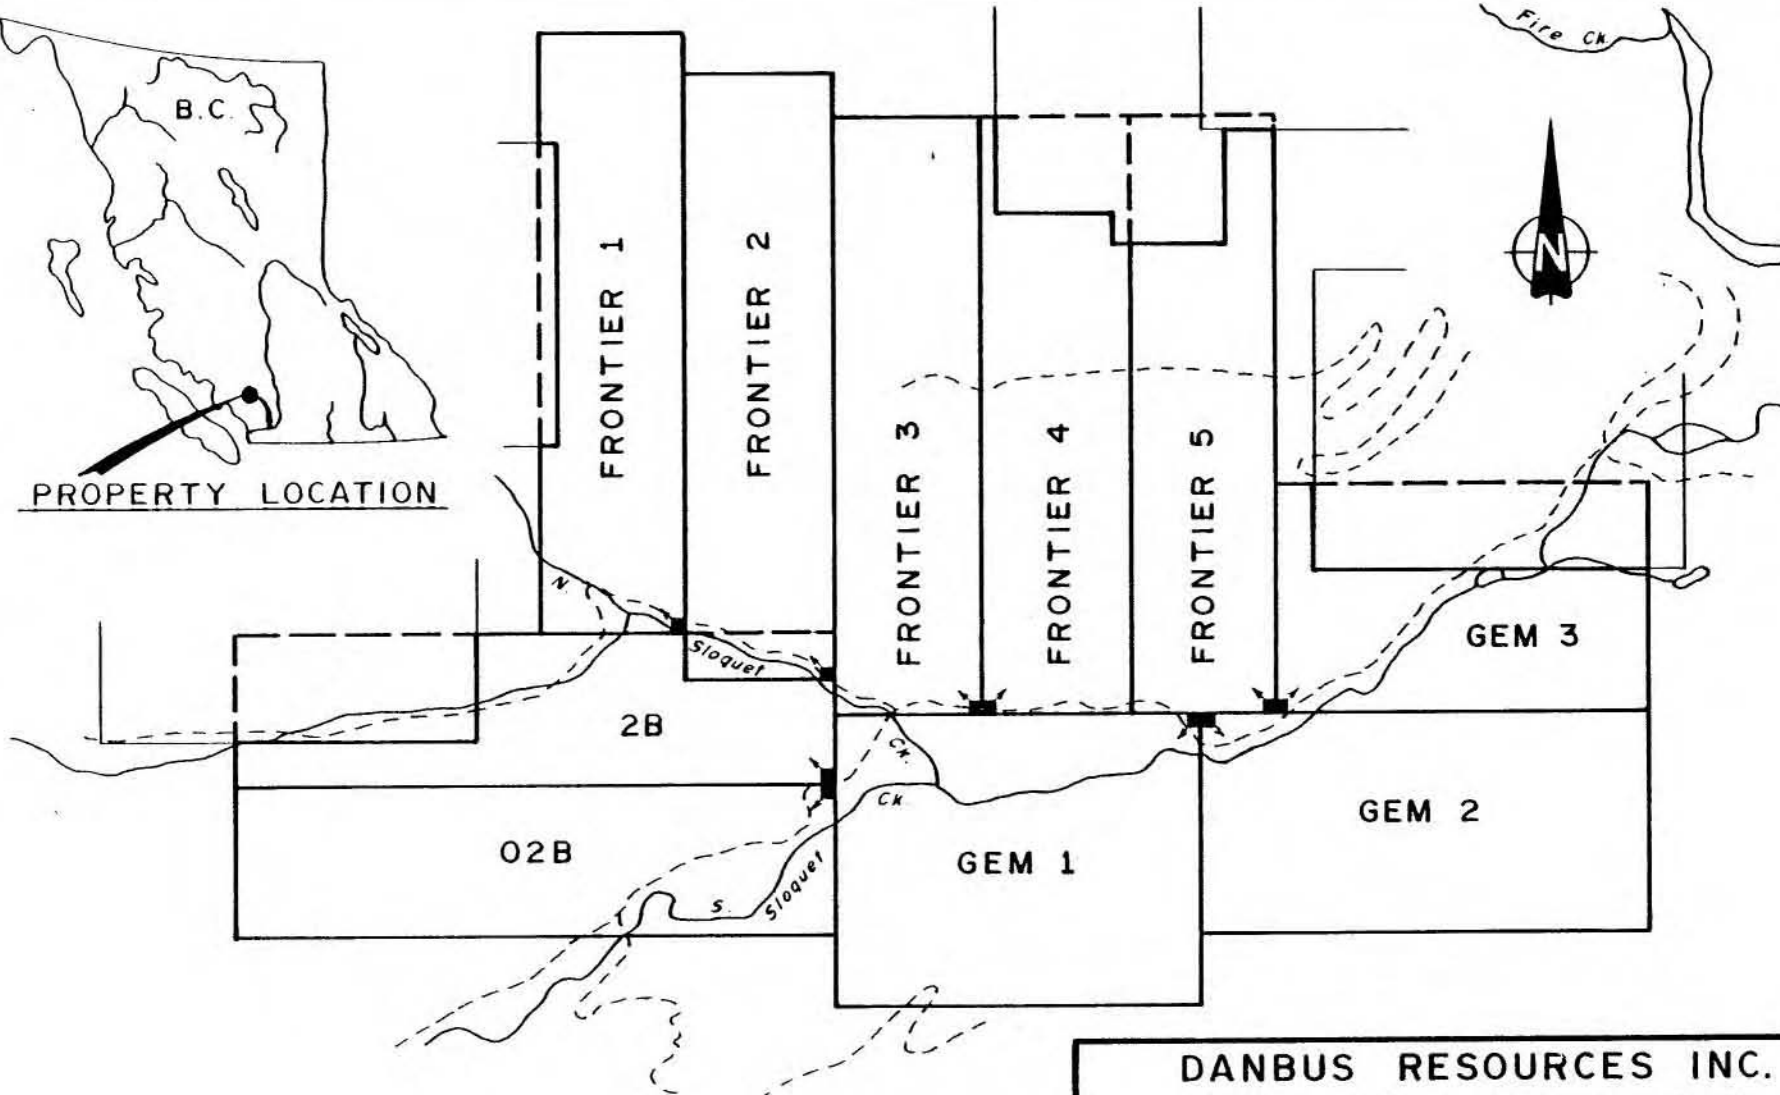 Fire Ck.
B.C.
N
PROPERTY LOCATION
FRONTIER 1
FRONTIER 2
FRONTIER 3
FRONTIER 4
FRONTIER 5
N.
Sloquet
Ck.
GEM 3
2B
Ck.
GEM 2
O2B
GEM 1
S.
Sloquet
DANBUS RESOURCES INC.